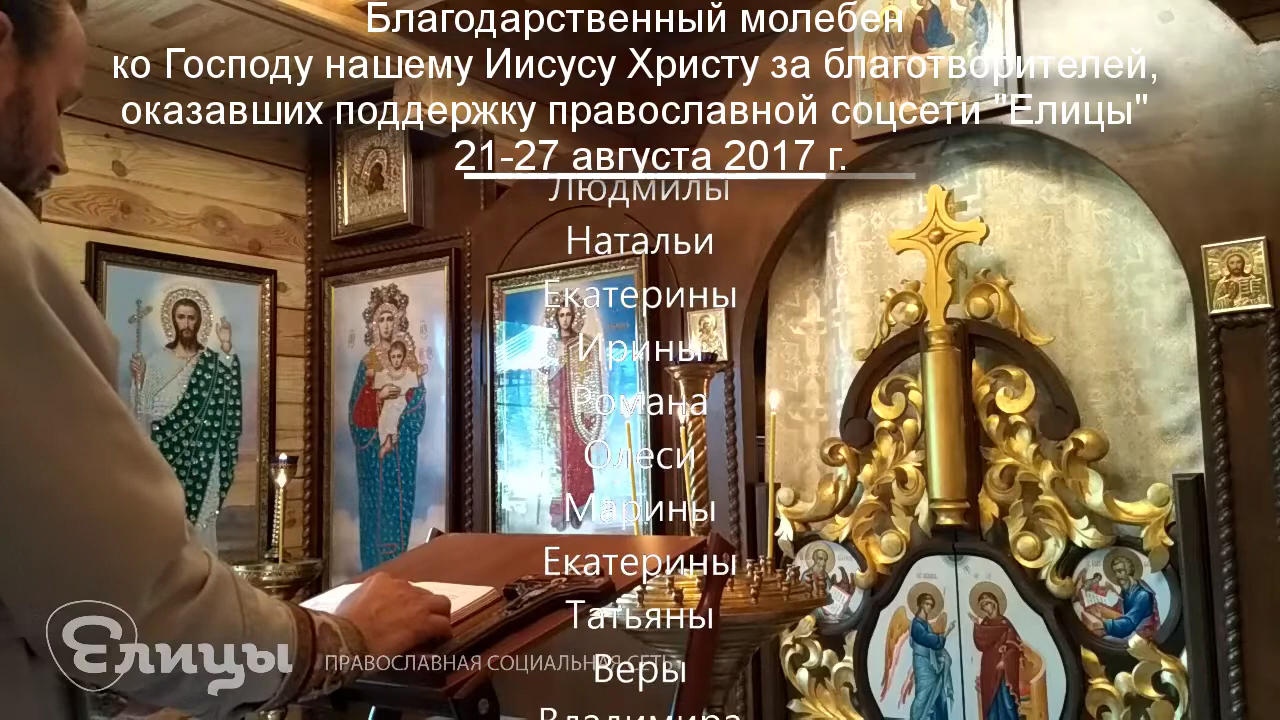 Благодарственный молебен
ко Господу нашему Иисусу Христу за благотворителей,
оказавших поддержку православной соцсети "Елицы"
21-27 августа 2017 г.
Людмилы
Натальи
Екатерины
Ирины
Романа
Олеси
Марины
Екатерины
Татьяны
Веры
Владимира
Елицы
ПРАВОСЛАВНАЯ СОЦИАЛЬНАЯ СЕТЬ